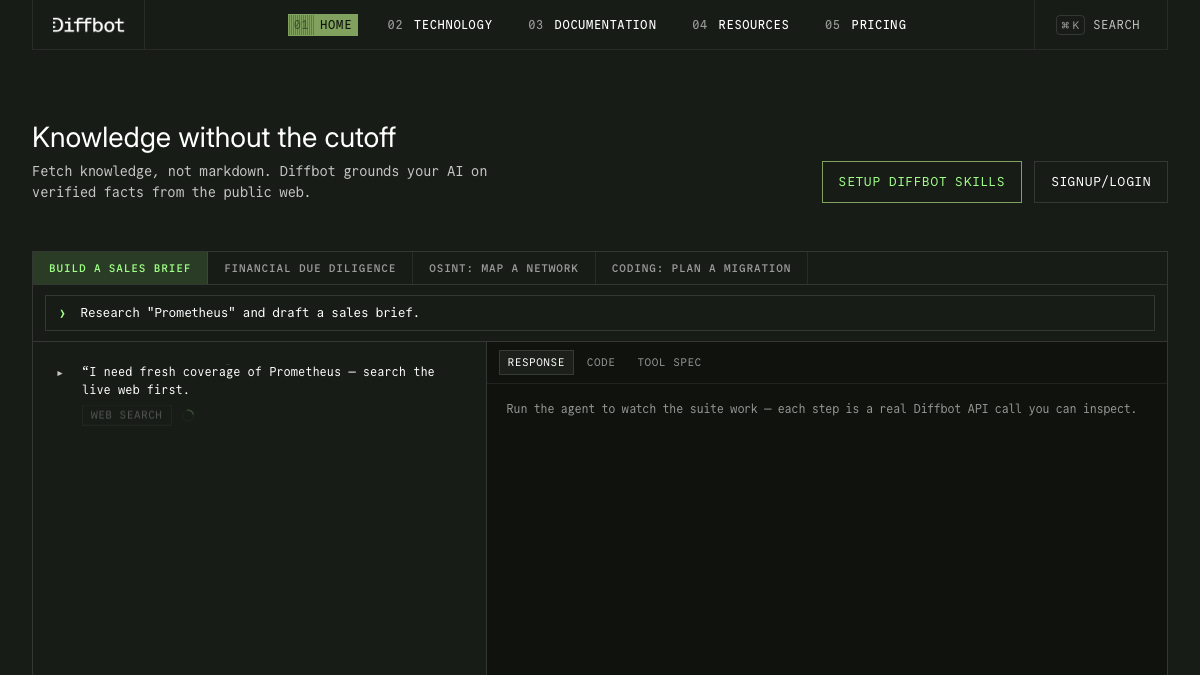 Diffbot
01 HOME
02 TECHNOLOGY
03 DOCUMENTATION
04 RESOURCES
05 PRICING
⌘ K SEARCH
Knowledge without the cutoff
Fetch knowledge, not markdown. Diffbot grounds your AI on
verified facts from the public web.
SETUP DIFFBOT SKILLS
SIGNUP/LOGIN
BUILD A SALES BRIEF
FINANCIAL DUE DILIGENCE
OSINT: MAP A NETWORK
CODING: PLAN A MIGRATION
❯ Research "Prometheus" and draft a sales brief.
▸ “I need fresh coverage of Prometheus — search the
live web first.
WEB SEARCH
RESPONSE
CODE
TOOL SPEC
Run the agent to watch the suite work — each step is a real Diffbot API call you can inspect.